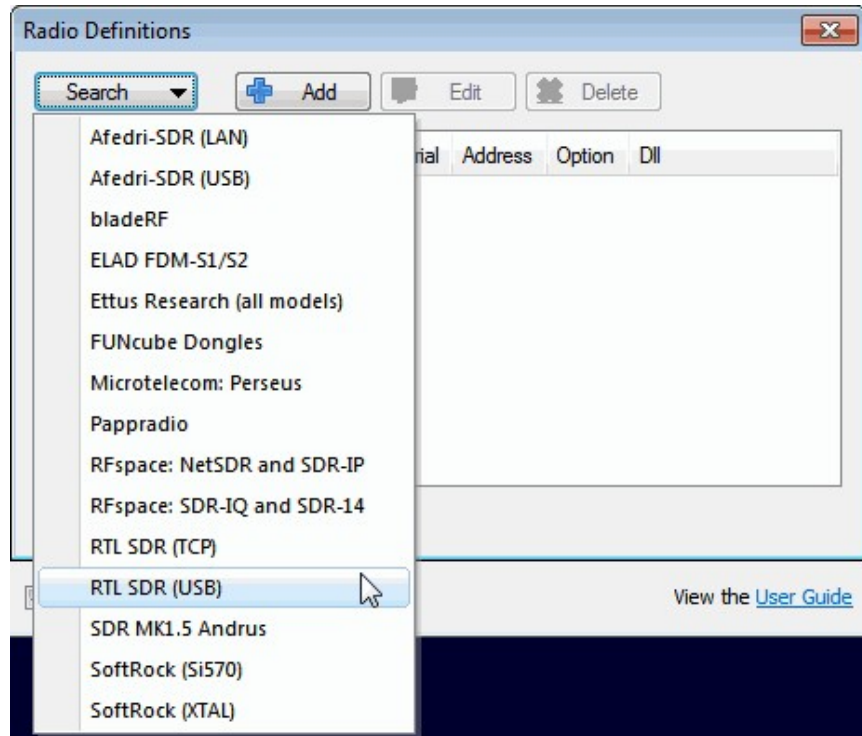 Radio Definitions
Search Add Edit Delete
rial Address Option Dll
Afedri-SDR (LAN)
Afedri-SDR (USB)
bladeRF
ELAD FDM-S1/S2
Ettus Research (all models)
FUNcube Dongles
Microtelecom: Perseus
Pappradio
RFspace: NetSDR and SDR-IP
RFspace: SDR-IQ and SDR-14
RTL SDR (TCP)
RTL SDR (USB)
SDR MK1.5 Andrus
SoftRock (Si570)
SoftRock (XTAL)
View the User Guide